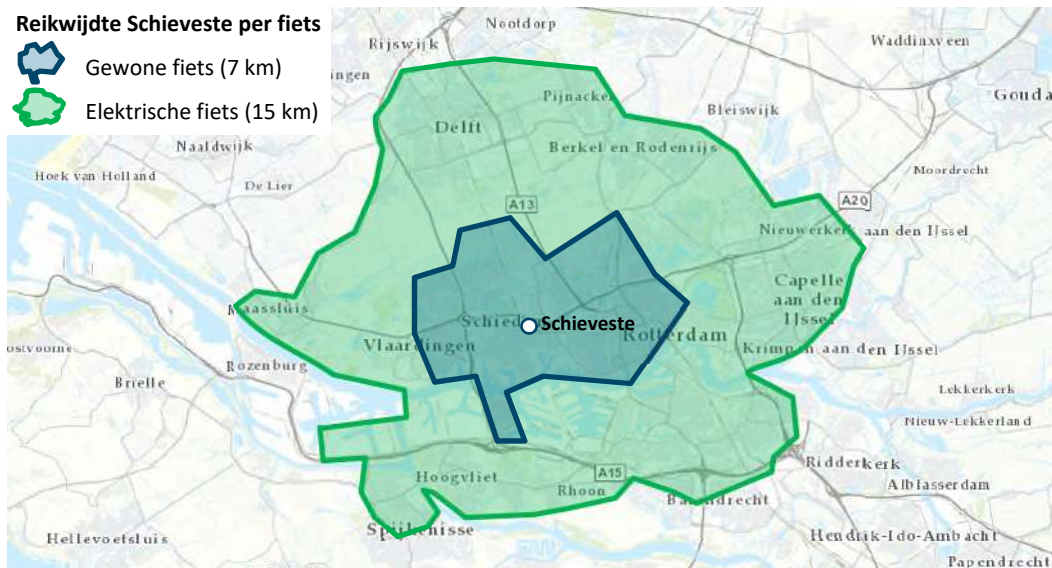 Reikwijdte Schieveste per fiets
Gewone fiets (7 km)
Elektrische fiets (15 km)
Nootdorp
Rijswijk
Waddinxveen
ingen
Pijnacker
Gouda
Bleiswijk
Delft
Naaldwijk
Berkel en Rodenrijs
Hoek van Holland
De Lier
Moordrecht
A13
A20
Nieuwerkerk aan den IJssel
Capelle
aan den
IJssel
Maassluis
Schiedam
Schieveste
Rotterdam
Vlaardingen
Krimpen aan den IJssel
ostvoorne
Rozenburg
Brielle
Lekkerkerk
Nieuw-Lekkerland
Ridderkerk
A15
Hoogvliet
Rhoon
Barendrecht
Alblasserdam
Spijkenisse
Hellevoetsluis
Hendrik-Ido-Ambacht
Papendrecht